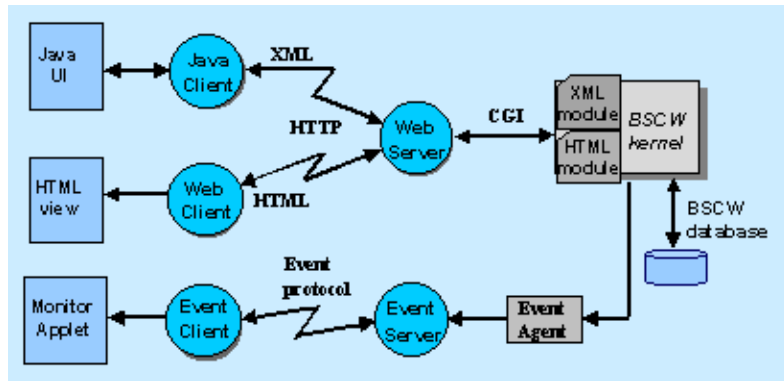 Java
UI
Java
Client
XML
HTTP
Web
Server
CGI
XML
module
HTML
module
BSCW
kernel
HTML
view
Web
Client
HTML
BSCW
database
Monitor
Applet
Event
Client
Event
protocol
Event
Server
Event
Agent